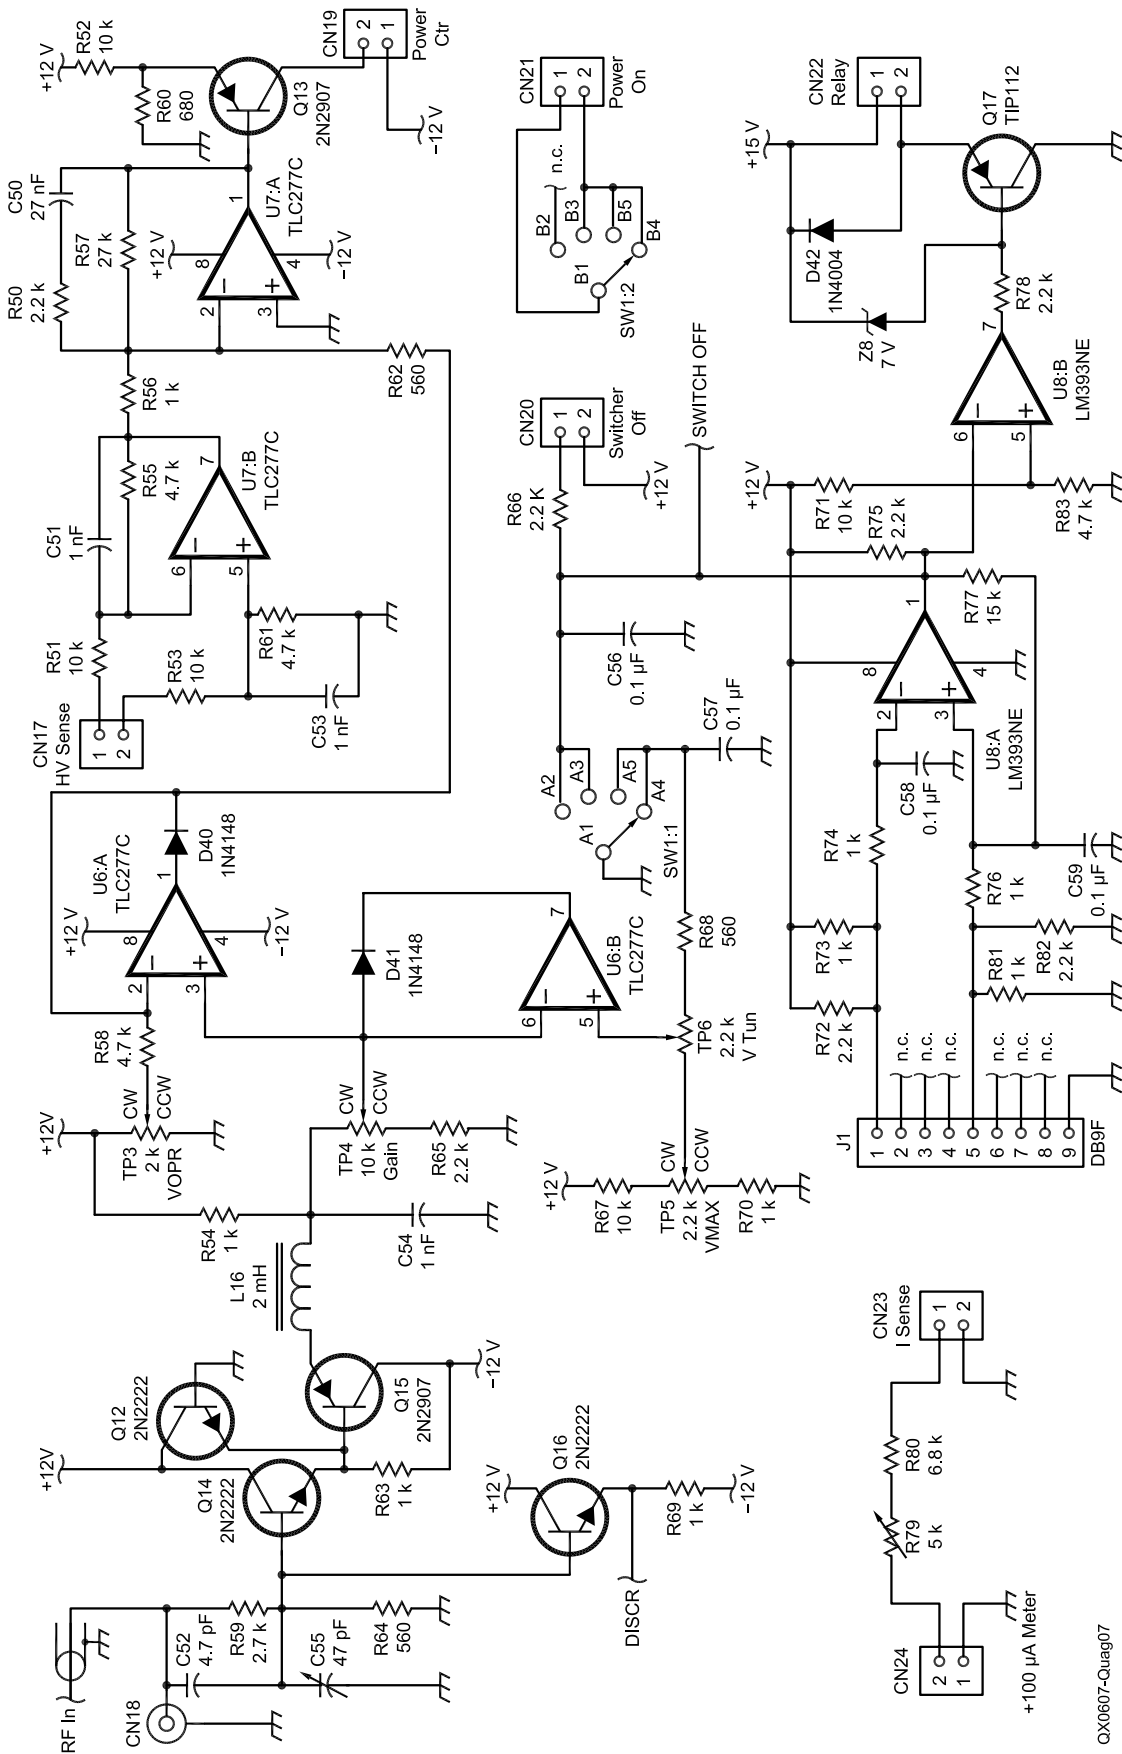 RF In
CN18
C52
4.7 pF
R59
2.7 k
C55
47 pF
R64
560
+12V
Q12
2N2222
Q14
2N2222
R63
1 k
Q15
2N2907
−12 V
L16
2 mH
+12 V
Q16
2N2222
DISCR
R69
1 k
−12 V
+12V
TP3
2 k
VOPR
CW
CCW
R54
1 k
C54
1 nF
TP4
10 k
Gain
CW
CCW
R65
2.2 k
R58
4.7 k
+12 V
U6:A
TLC277C
2
3
8
4
1
−
+
−12 V
D40
1N4148
D41
1N4148
U6:B
TLC277C
6
5
7
−
+
+12 V
R67
10 k
TP5
2.2 k
VMAX
CW
CCW
R70
1 k
TP6
2.2 k
V Tun
R68
560
CN17
HV Sense
1
2
R51
10 k
R53
10 k
C53
1 nF
R61
4.7 k
C51
1 nF
R55
4.7 k
U7:B
TLC277C
6
5
7
−
+
R56
1 k
R62
560
R50
2.2 k
C50
27 nF
R57
27 k
+12 V
U7:A
TLC277C
2
3
8
4
1
−
+
−12 V
+12 V
R52
10 k
R60
680
Q13
2N2907
CN19
2
1
Power
Ctr
−12 V
A1
A2
A3
A5
A4
SW1:1
C57
0.1 µF
C56
0.1 µF
R66
2.2 K
CN20
1
2
Switcher
Off
+12 V
SWITCH OFF
B1
B2
B3
B5
B4
SW1:2
n.c.
CN21
1
2
Power
On
J1
1
2
3
4
5
6
7
8
9
DB9F
n.c.
n.c.
n.c.
n.c.
n.c.
n.c.
R72
2.2 k
R73
1 k
R74
1 k
C58
0.1 µF
R81
1 k
R82
2.2 k
R76
1 k
C59
0.1 µF
U8:A
LM393NE
2
3
8
4
1
−
+
R77
15 k
R75
2.2 k
+12 V
R71
10 k
R83
4.7 k
U8:B
LM393NE
6
5
7
−
+
R78
2.2 k
Z8
7 V
D42
1N4004
+15 V
Q17
TIP112
CN22
Relay
1
2
CN24
2
1
+100 µA Meter
R79
5 k
R80
6.8 k
CN23
I Sense
1
2
QX0607-Quag07